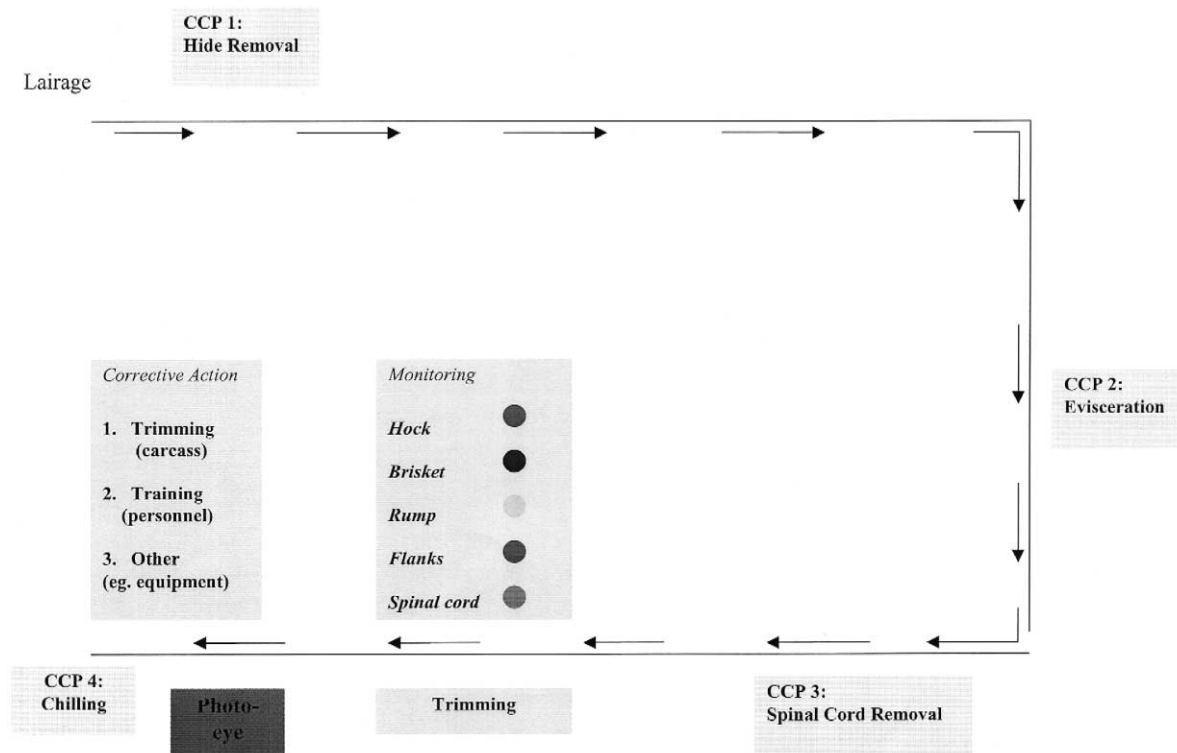 CCP 1:
Hide Removal
Lairage
Corrective Action
1. Trimming
(carcass)
2. Training
(personnel)
3. Other
(eg. equipment)
Monitoring
Hock
Brisket
Rump
Flanks
Spinal cord
CCP 2:
Evisceration
CCP 4:
Chilling
Photo-
eye
Trimming
CCP 3:
Spinal Cord Removal